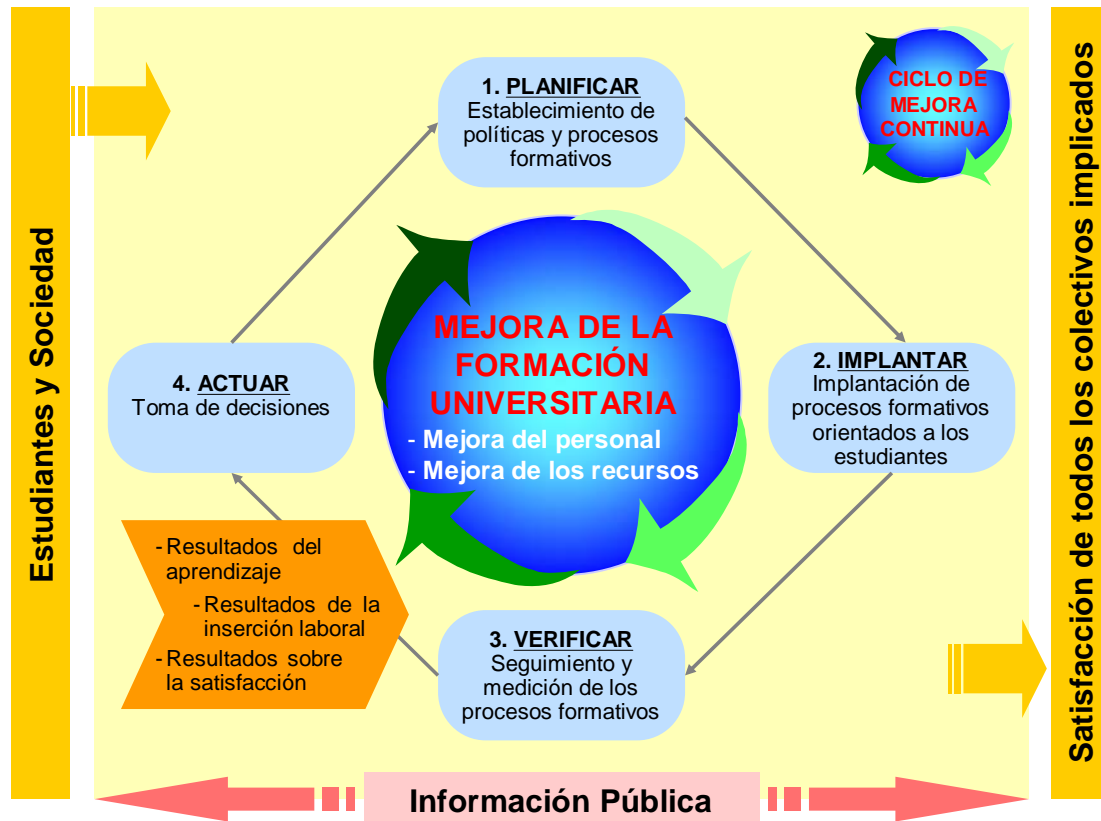 Estudiantes y Sociedad
1. PLANIFICAR
Establecimiento de
políticas y procesos
formativos
CICLO DE
MEJORA
CONTINUA
MEJORA DE LA
FORMACIÓN
UNIVERSITARIA
- Mejora del personal
- Mejora de los recursos
4. ACTUAR
Toma de decisiones
2. IMPLANTAR
Implantación de
procesos formativos
orientados a los
estudiantes
- Resultados del
aprendizaje
- Resultados de la
inserción laboral
- Resultados sobre
la satisfacción
3. VERIFICAR
Seguimiento y
medición de los
procesos formativos
Información Pública
Satisfacción de todos los colectivos implicados